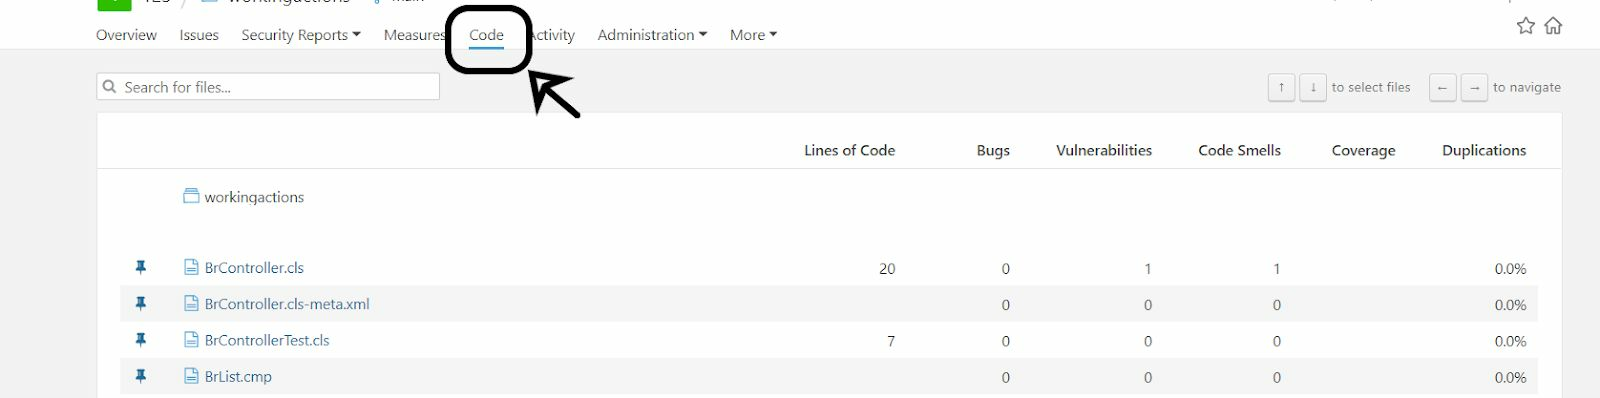 Overview Issues Security Reports Measures Code Activity Administration More
Search for files...
↑ ↓ to select files ← → to navigate
Lines of Code Bugs Vulnerabilities Code Smells Coverage Duplications
workingactions
BrController.cls 20 0 1 1 0.0%
BrController.cls-meta.xml 0 0 0 0.0%
BrControllerTest.cls 7 0 0 0 0.0%
BrList.cmp 0 0 0 0.0%